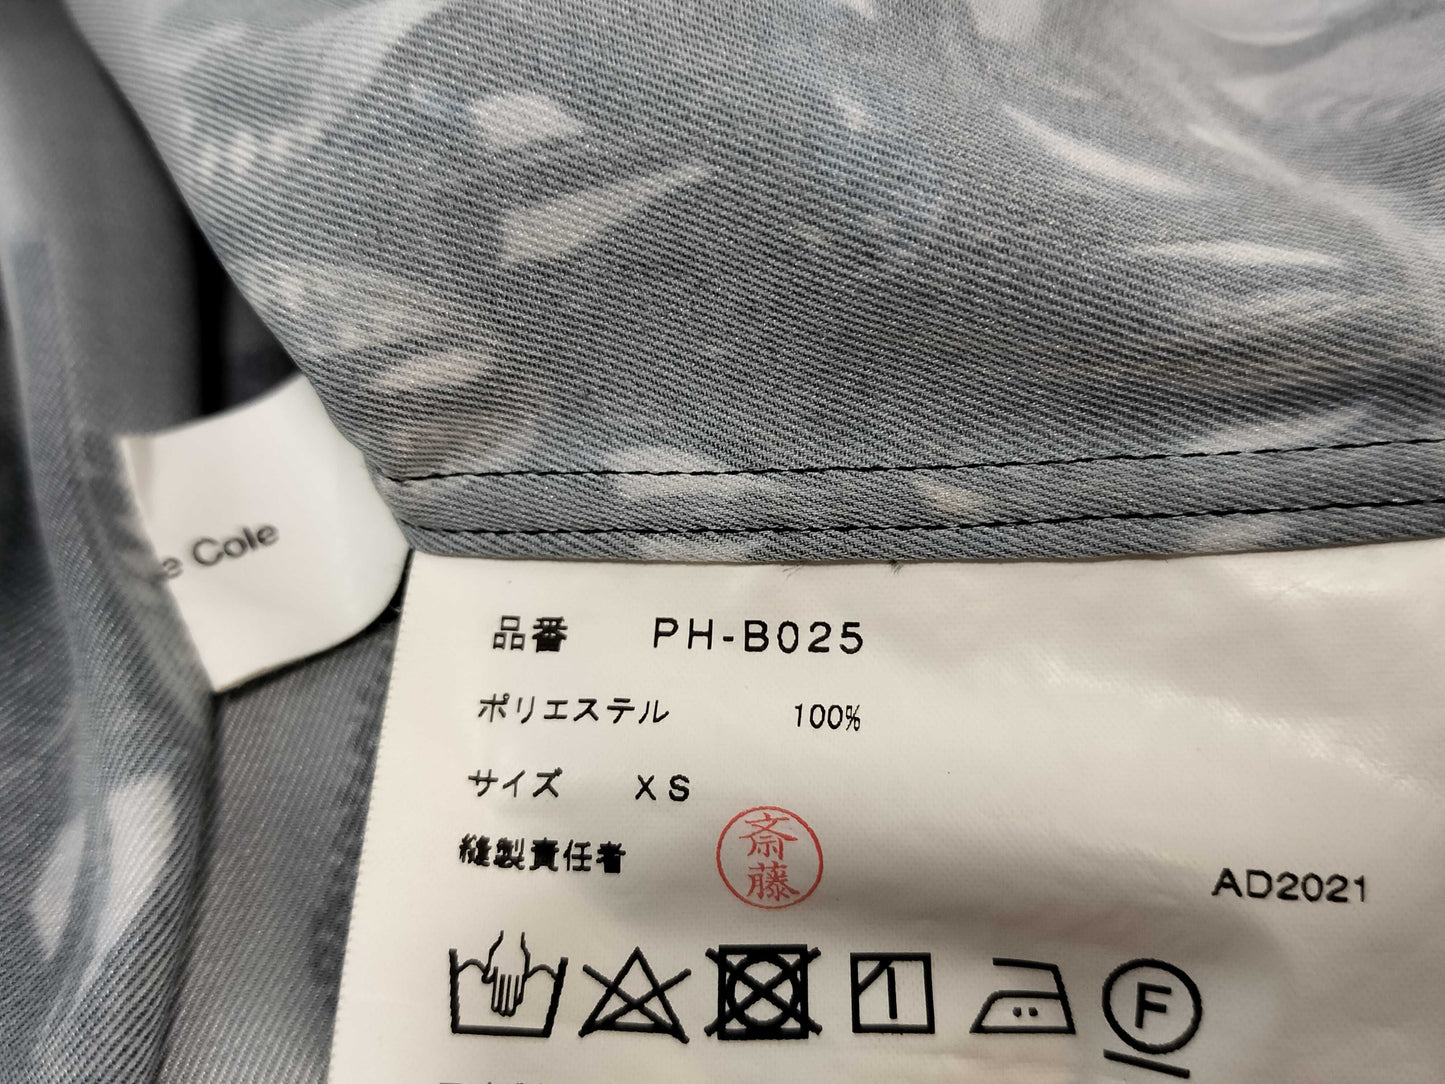 e Cole
品番 PH-B025
ポリエステル 100%
サイズ XS
縫製責任者 斎藤
AD2021
F